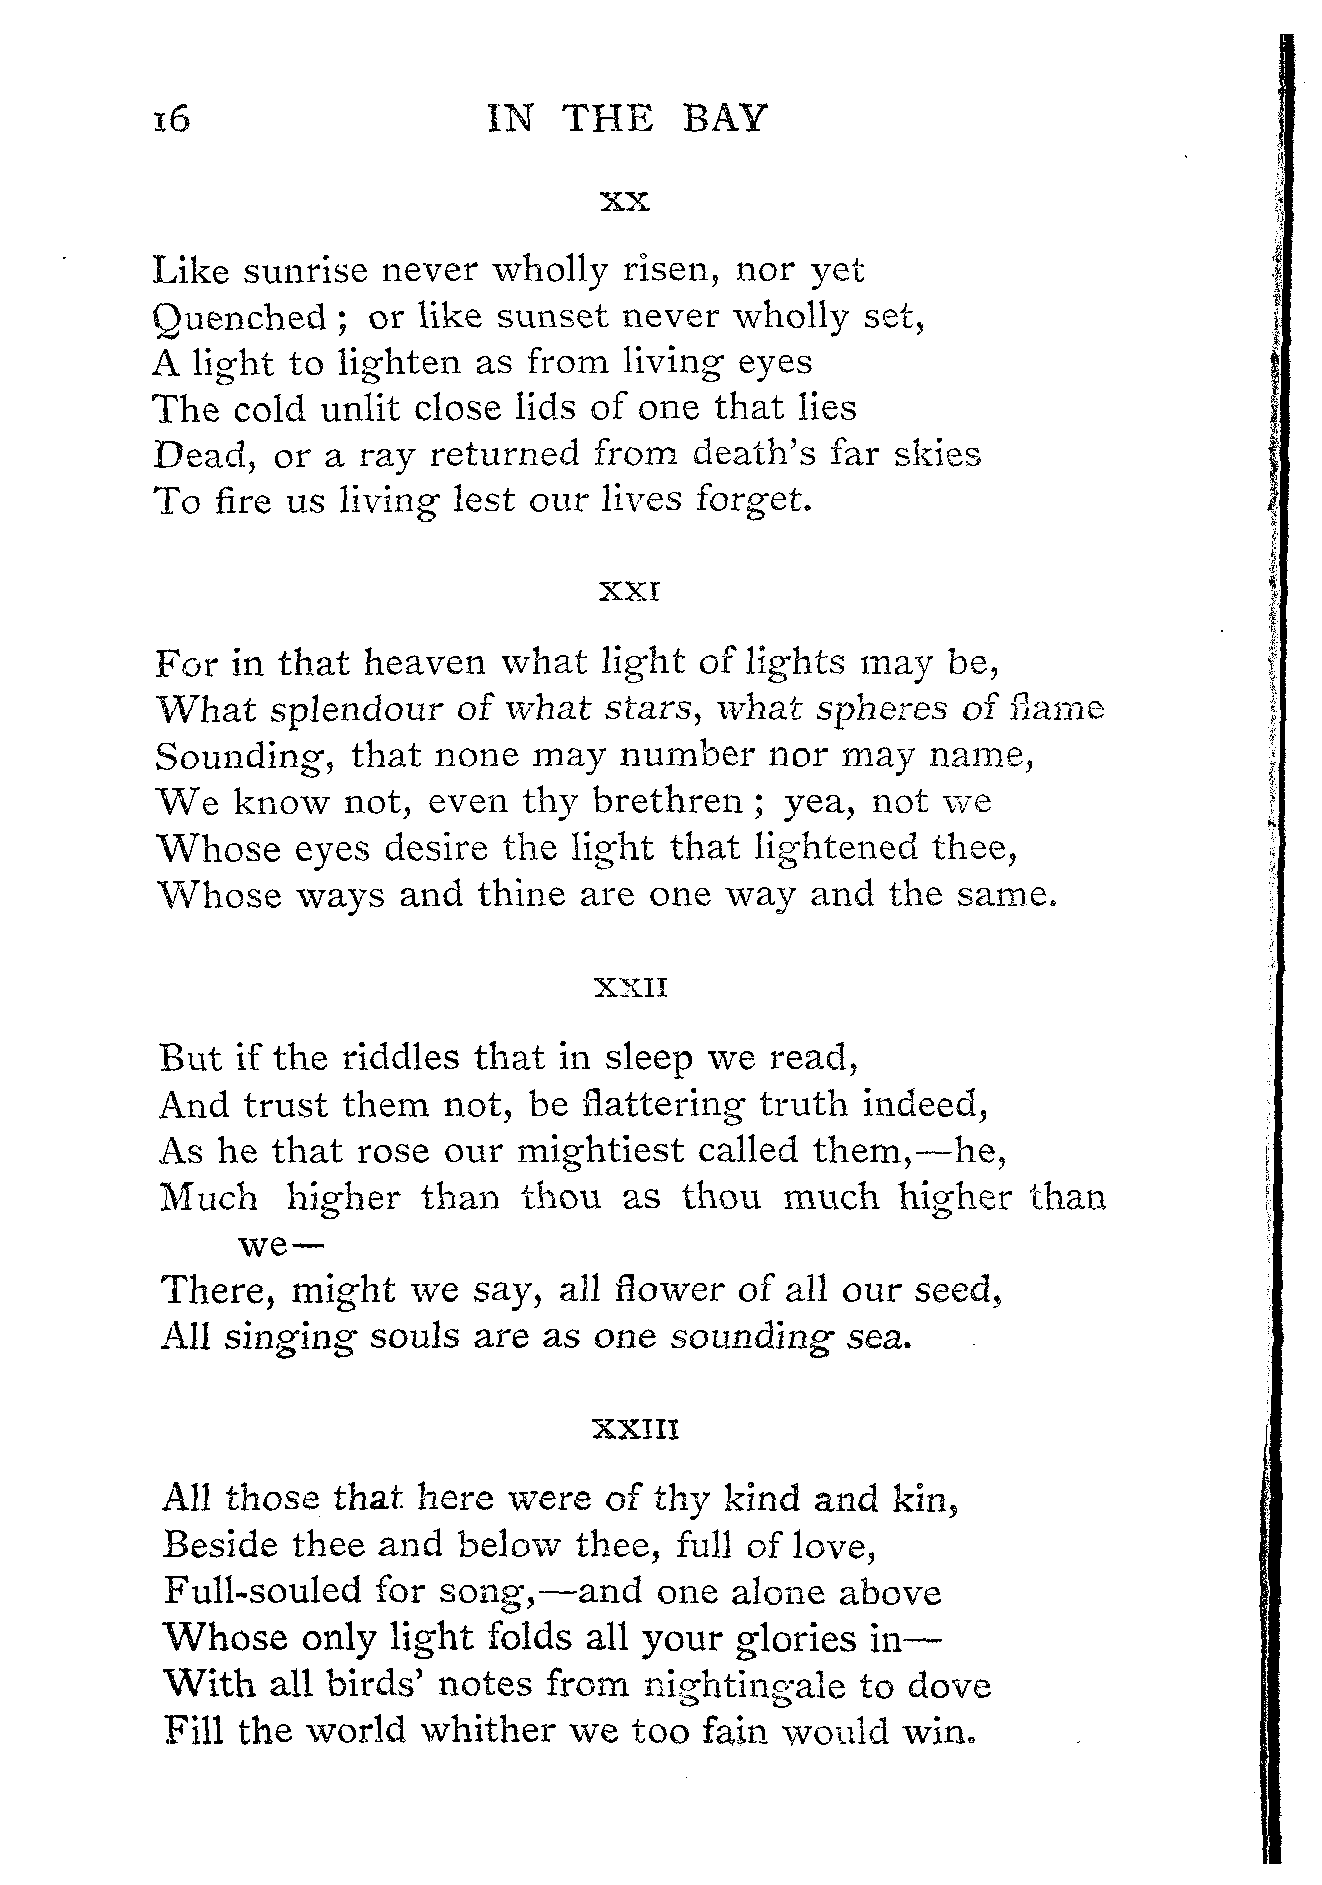 16 IN THE BAY
XX
Like sunrise never wholly risen, nor yet
Quenched ; or like sunset never wholly set,
A light to lighten as from living eyes
The cold unlit close lids of one that lies
Dead, or a ray returned from death's far skies
To fire us living lest our lives forget.
XXI
For in that heaven what light of lights may be,
What splendour of what stars, what spheres of flame
Sounding, that none may number nor may name,
We know not, even thy brethren ; yea, not we
Whose eyes desire the light that lightened thee,
Whose ways and thine are one way and the same.
XXII
But if the riddles that in sleep we read,
And trust them not, be flattering truth indeed,
As he that rose our mightiest called them,—he,
Much higher than thou as thou much higher than
we—
There, might we say, all flower of all our seed,
All singing souls are as one sounding sea.
XXIII
All those that here were of thy kind and kin,
Beside thee and below thee, full of love,
Full-souled for song,—and one alone above
Whose only light folds all your glories in—
With all birds' notes from nightingale to dove
Fill the world whither we too fain would win.